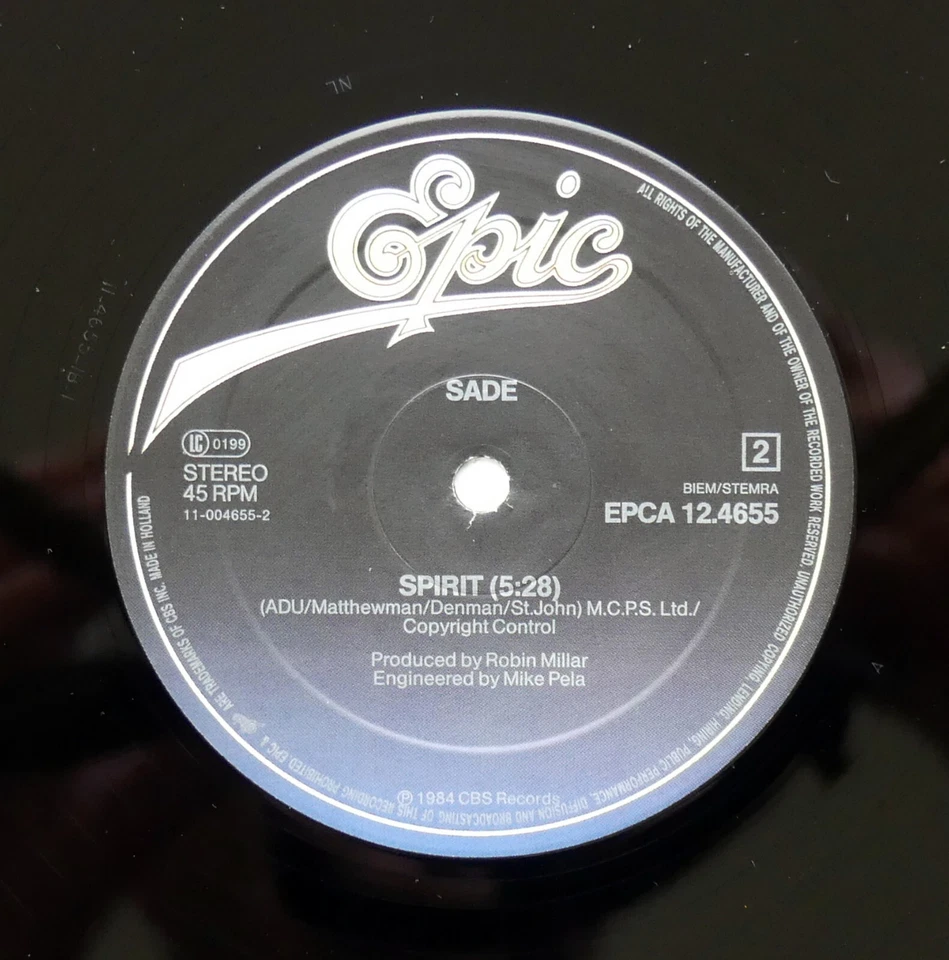 NL
Epic
ALL RIGHTS OF THE MANUFACTURER AND OF THE OWNER OF THE RECORDED WORK RESERVED. UNAUTHORIZED COPYING, LENDING, HIRING, PUBLIC PERFORMANCE, DIFFUSION AND BROADCASTING OF THIS RECORDING PROHIBITED. EPIC & ARE TRADEMARKS OF CBS INC. MADE IN HOLLAND
SADE
LC 0199
STEREO
45 RPM
11-004655-2
2
BIEM/STEMRA
EPCA 12.4655
SPIRIT (5:28)
(ADU/Matthewman/Denman/St.John) M.C.P.S. Ltd./
Copyright Control
Produced by Robin Millar
Engineered by Mike Pela
℗ 1984 CBS Records